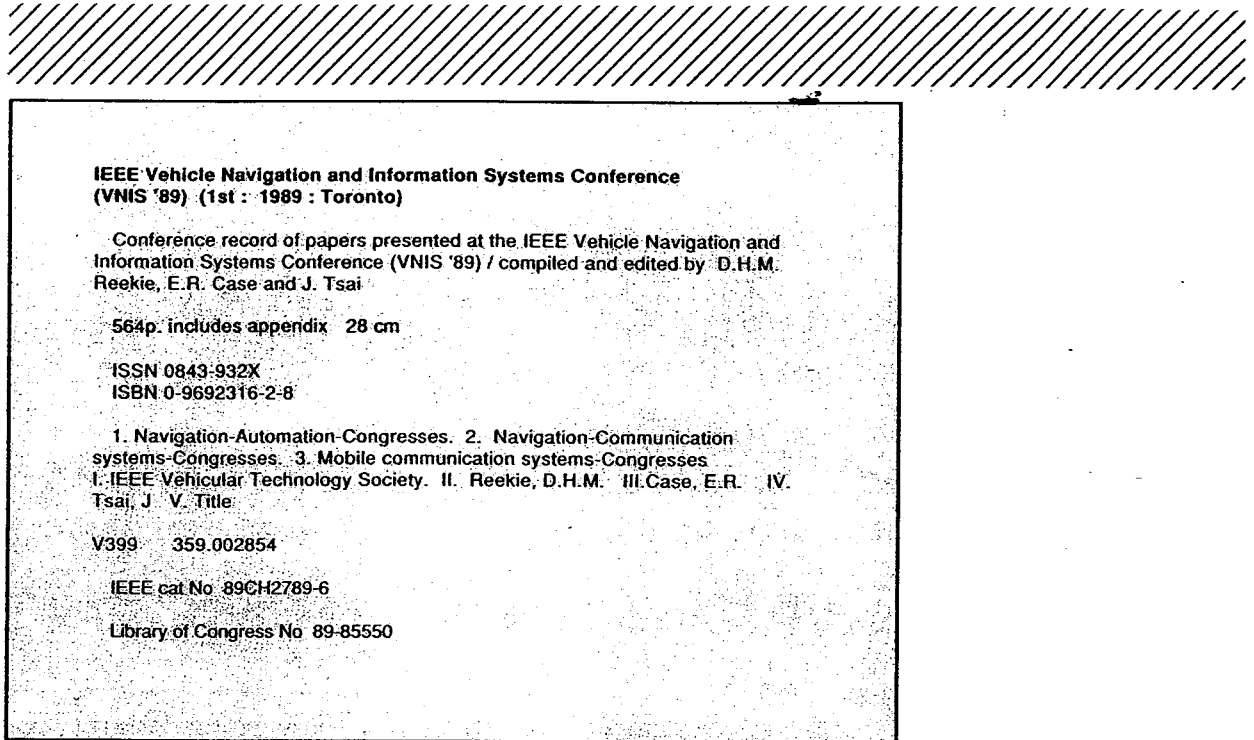 IEEE Vehicle Navigation and Information Systems Conference
(VNIS '89) (1st : 1989 : Toronto)
Conference record of papers presented at the IEEE Vehicle Navigation and
Information Systems Conference (VNIS '89) / compiled and edited by D.H.M.
Reekie, E.R. Case and J. Tsai
564p. includes appendix 28 cm
ISSN 0843-932X
ISBN 0-9692316-2-8
1. Navigation-Automation-Congresses. 2. Navigation-Communication
systems-Congresses. 3. Mobile communication systems-Congresses
I. IEEE Vehicular Technology Society. II. Reekie, D.H.M. III.Case, E.R. IV.
Tsai, J V. Title
V399 359.002854
IEEE cat No 89CH2789-6
Library of Congress No 89-85550